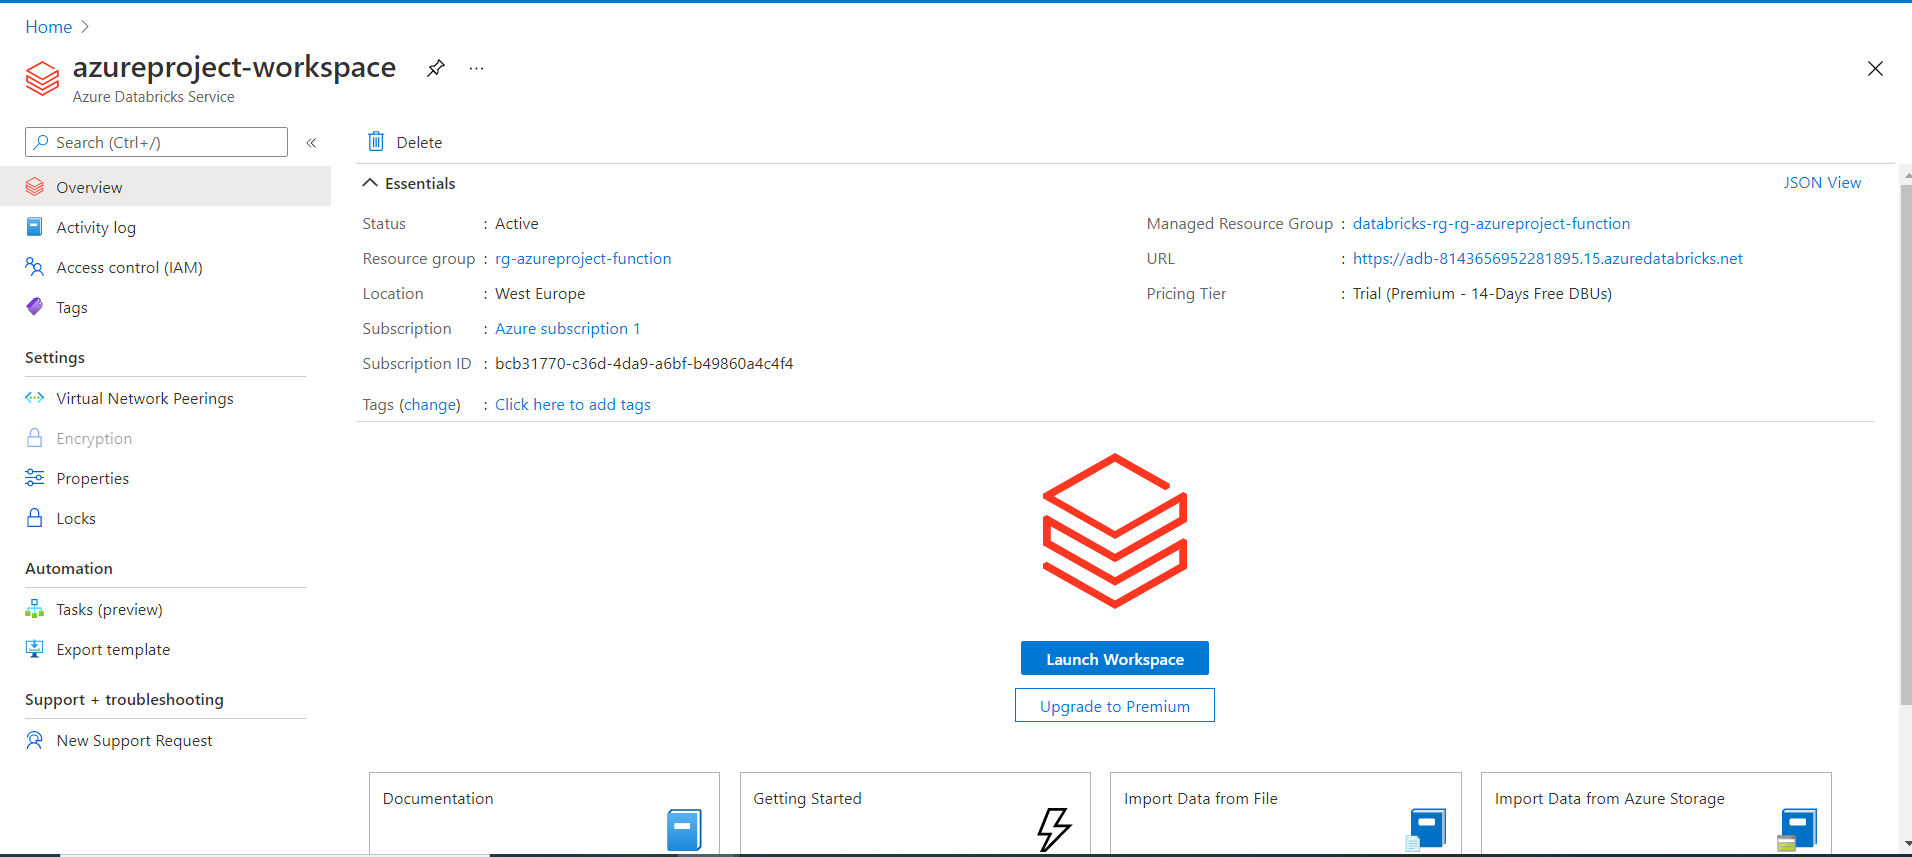 Home >
azureproject-workspace ...
Azure Databricks Service
Search (Ctrl+/) «
Overview
Activity log
Access control (IAM)
Tags
Settings
Virtual Network Peerings
Encryption
Properties
Locks
Automation
Tasks (preview)
Export template
Support + troubleshooting
New Support Request
Delete
Essentials
JSON View
Status : Active
Resource group : rg-azureproject-function
Location : West Europe
Subscription : Azure subscription 1
Subscription ID : bcb31770-c36d-4da9-a6bf-b49860a4c4f4
Tags (change) : Click here to add tags
Managed Resource Group : databricks-rg-rg-azureproject-function
URL : https://adb-8143656952281895.15.azuredatabricks.net
Pricing Tier : Trial (Premium - 14-Days Free DBUs)
Launch Workspace
Upgrade to Premium
Documentation
Getting Started
Import Data from File
Import Data from Azure Storage